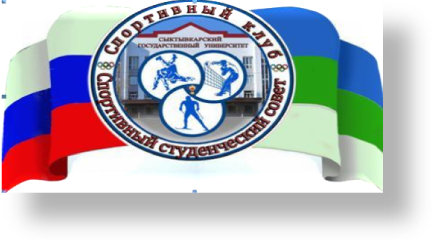 Спортивный клуб
СЫКТЫВКАРСКИЙ
ГОСУДАРСТВЕННЫЙ УНИВЕРСИТЕТ
Спортивный студенческий совет